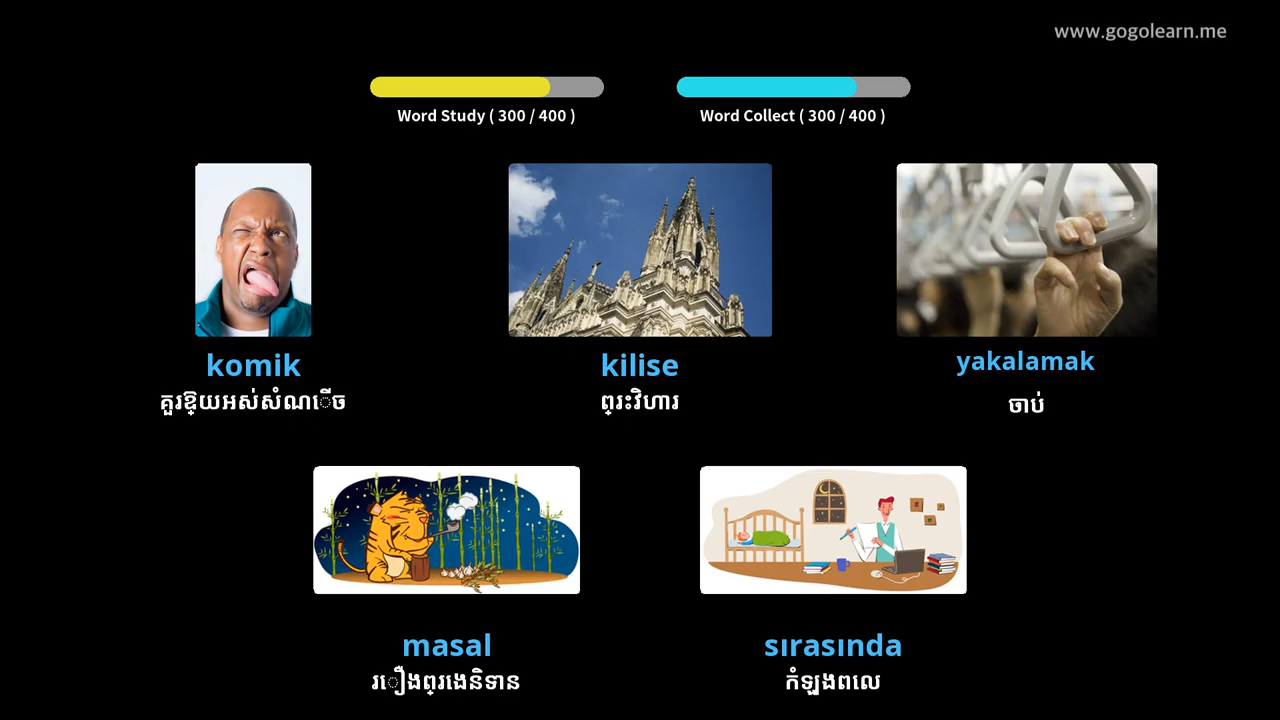 www.gogolearn.me
Word Study ( 300 / 400 )
Word Collect ( 300 / 400 )
komik
kilise
yakalamak
គួរឱ្យអស់សំណើច
ព្រះវិហារ
ចាប់
masal
sırasında
រឿងព្រេងនិទាន
កំឡុងពេល